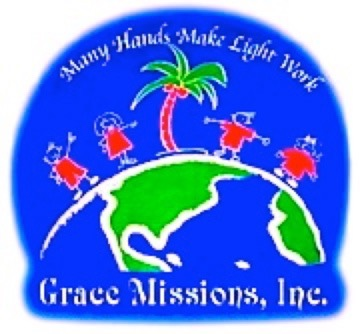 Many Hands Make Light Work
Grace Missions, Inc.